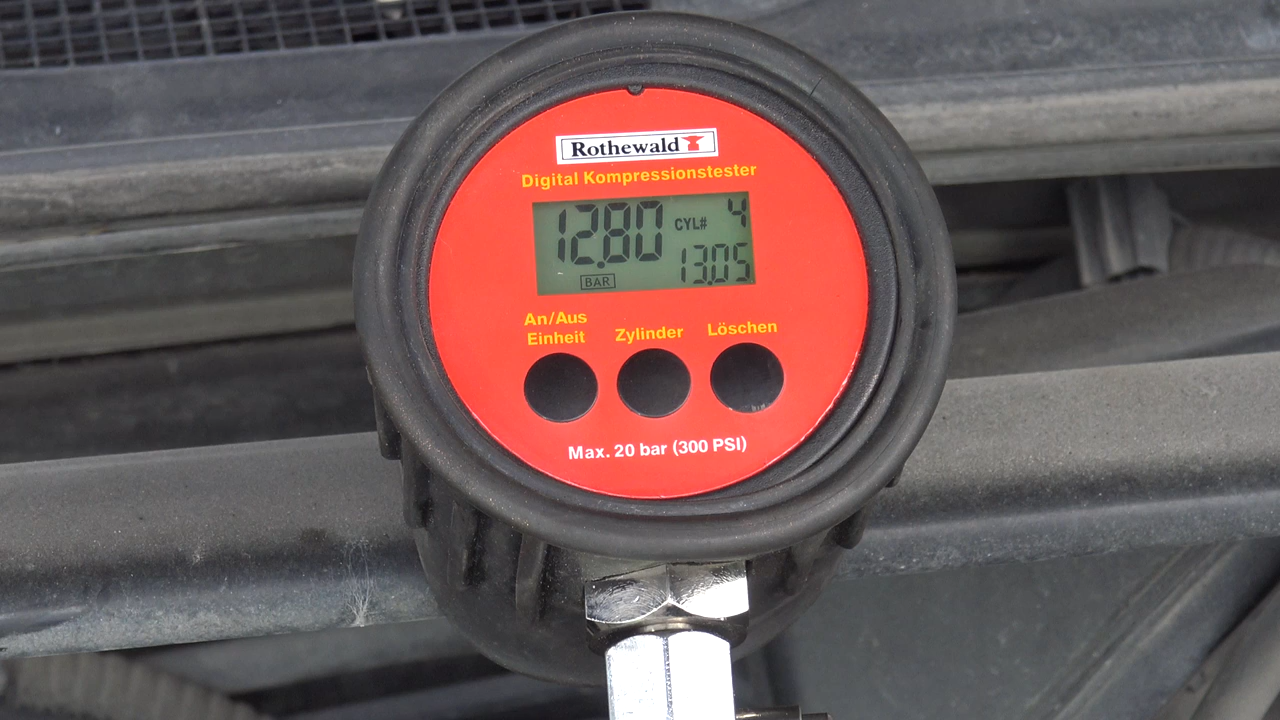 Rothewald
Digital Kompressionstester
12.80 CYL# 4
BAR 13.05
An/Aus
Einheit Zylinder Löschen
Max. 20 bar (300 PSI)